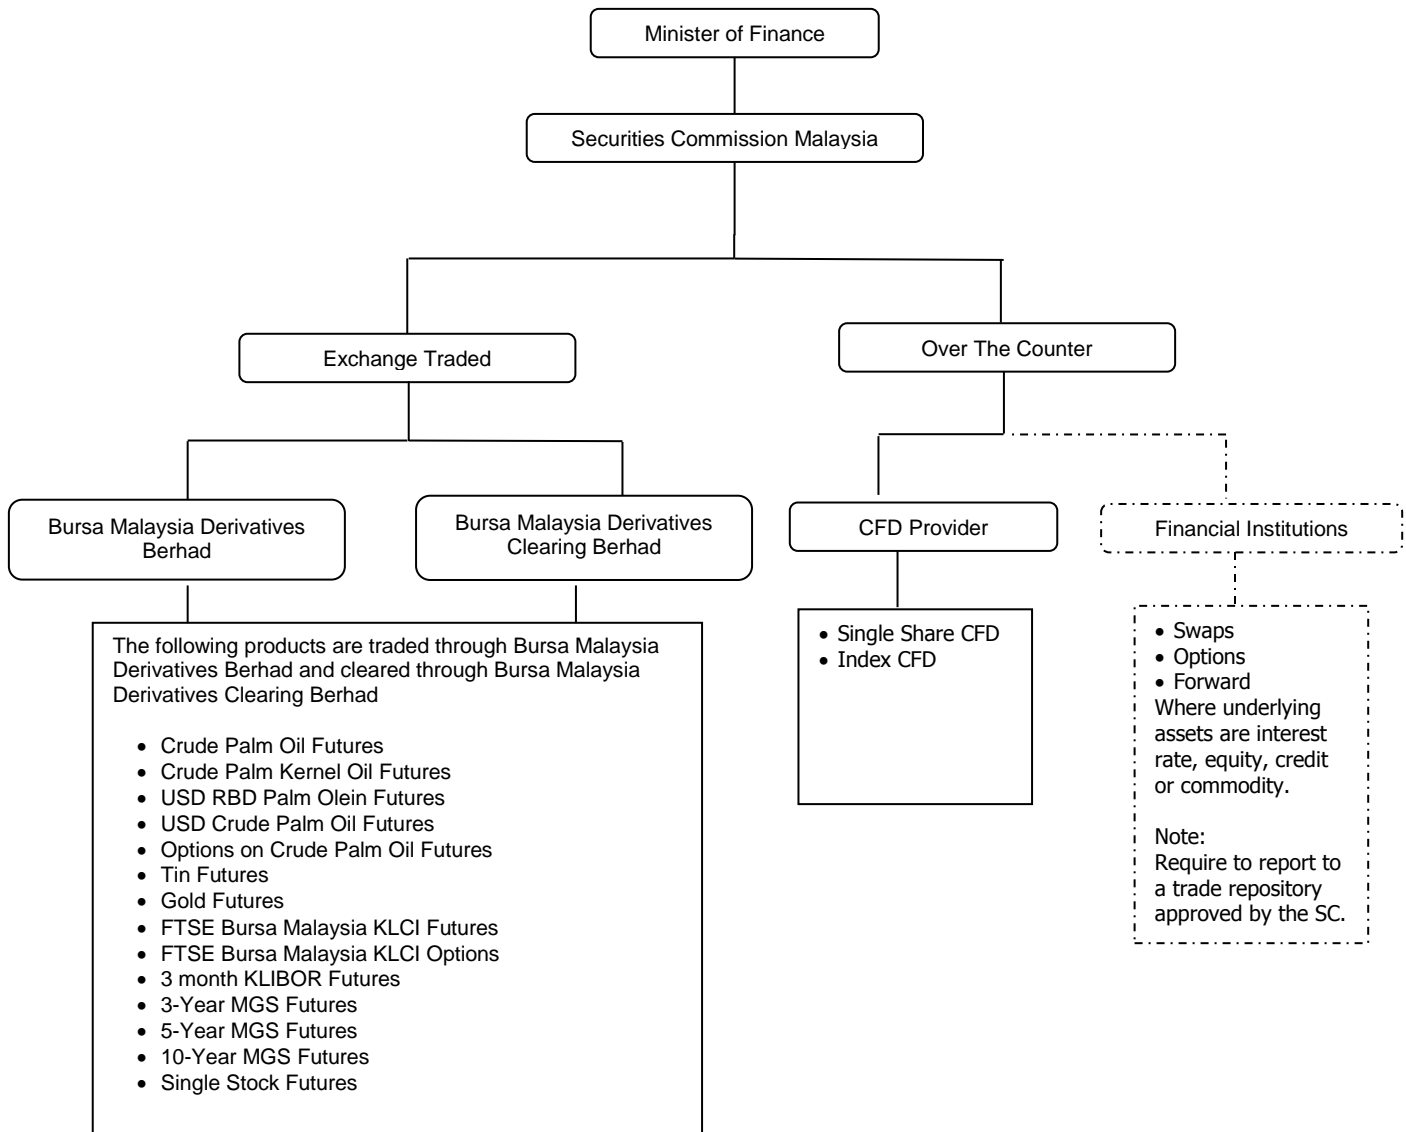 Minister of Finance
Securities Commission Malaysia
Exchange Traded
Over The Counter
Bursa Malaysia Derivatives
Berhad
Bursa Malaysia Derivatives
Clearing Berhad
CFD Provider
Financial Institutions
The following products are traded through Bursa Malaysia
Derivatives Berhad and cleared through Bursa Malaysia
Derivatives Clearing Berhad
• Crude Palm Oil Futures
• Crude Palm Kernel Oil Futures
• USD RBD Palm Olein Futures
• USD Crude Palm Oil Futures
• Options on Crude Palm Oil Futures
• Tin Futures
• Gold Futures
• FTSE Bursa Malaysia KLCI Futures
• FTSE Bursa Malaysia KLCI Options
• 3 month KLIBOR Futures
• 3-Year MGS Futures
• 5-Year MGS Futures
• 10-Year MGS Futures
• Single Stock Futures
• Single Share CFD
• Index CFD
• Swaps
• Options
• Forward
Where underlying
assets are interest
rate, equity, credit
or commodity.
Note:
Require to report to
a trade repository
approved by the SC.